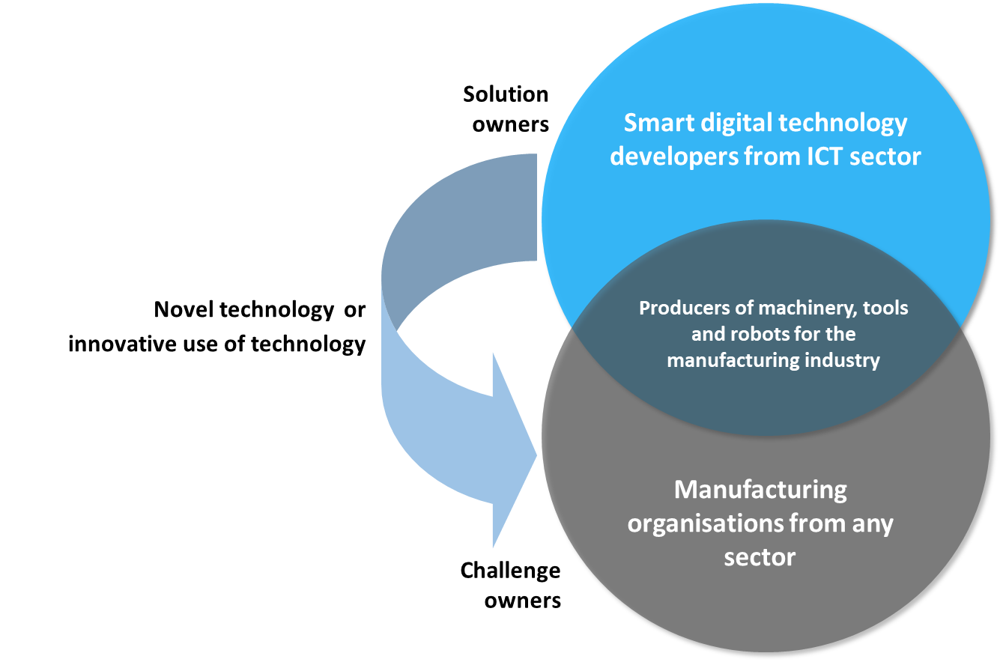 Solution
owners
Smart digital technology
developers from ICT sector
Novel technology or
innovative use of technology
Producers of machinery, tools
and robots for the
manufacturing industry
Manufacturing
organisations from any
sector
Challenge
owners